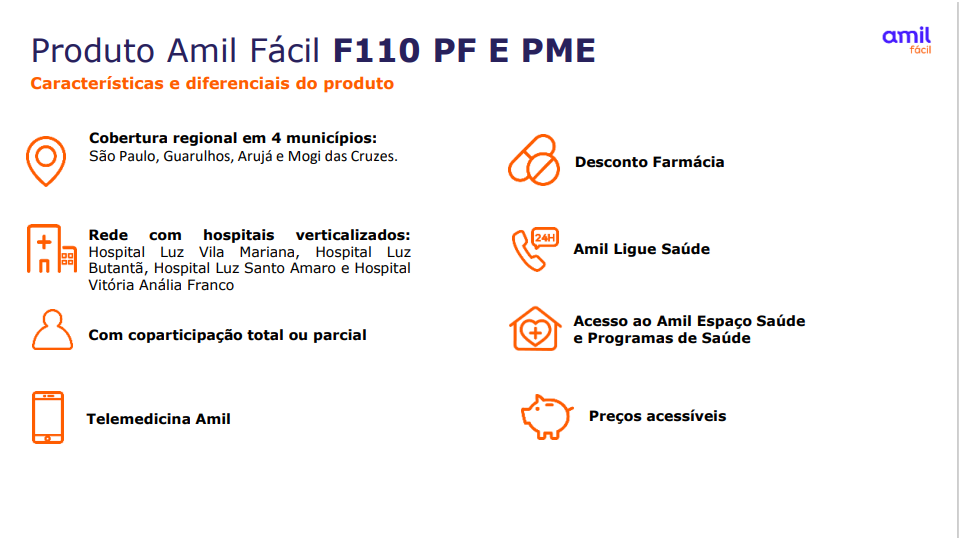 Produto Amil Fácil F110 PF E PME
amil
fácil
Características e diferenciais do produto
Cobertura regional em 4 municípios:
São Paulo, Guarulhos, Arujá e Mogi das Cruzes.
Rede com hospitais verticalizados:
Hospital Luz Vila Mariana, Hospital Luz
Butantã, Hospital Luz Santo Amaro e Hospital
Vitória Anália Franco
Com coparticipação total ou parcial
Telemedicina Amil
Desconto Farmácia
24H
Amil Ligue Saúde
Acesso ao Amil Espaço Saúde
e Programas de Saúde
Preços acessíveis